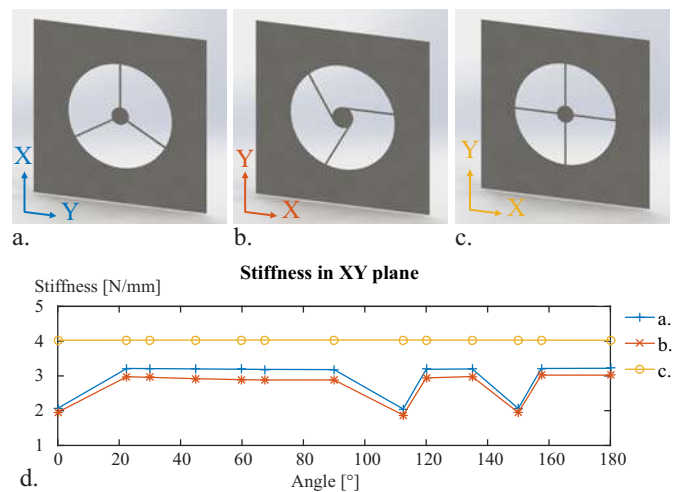 X
Y
a.
Y
X
b.
Y
X
c.
Stiffness in XY plane
Stiffness [N/mm]
5
4
3
2
1
0 20 40 60 80 100 120 140 160 180
Angle [°]
a.
b.
c.
d.